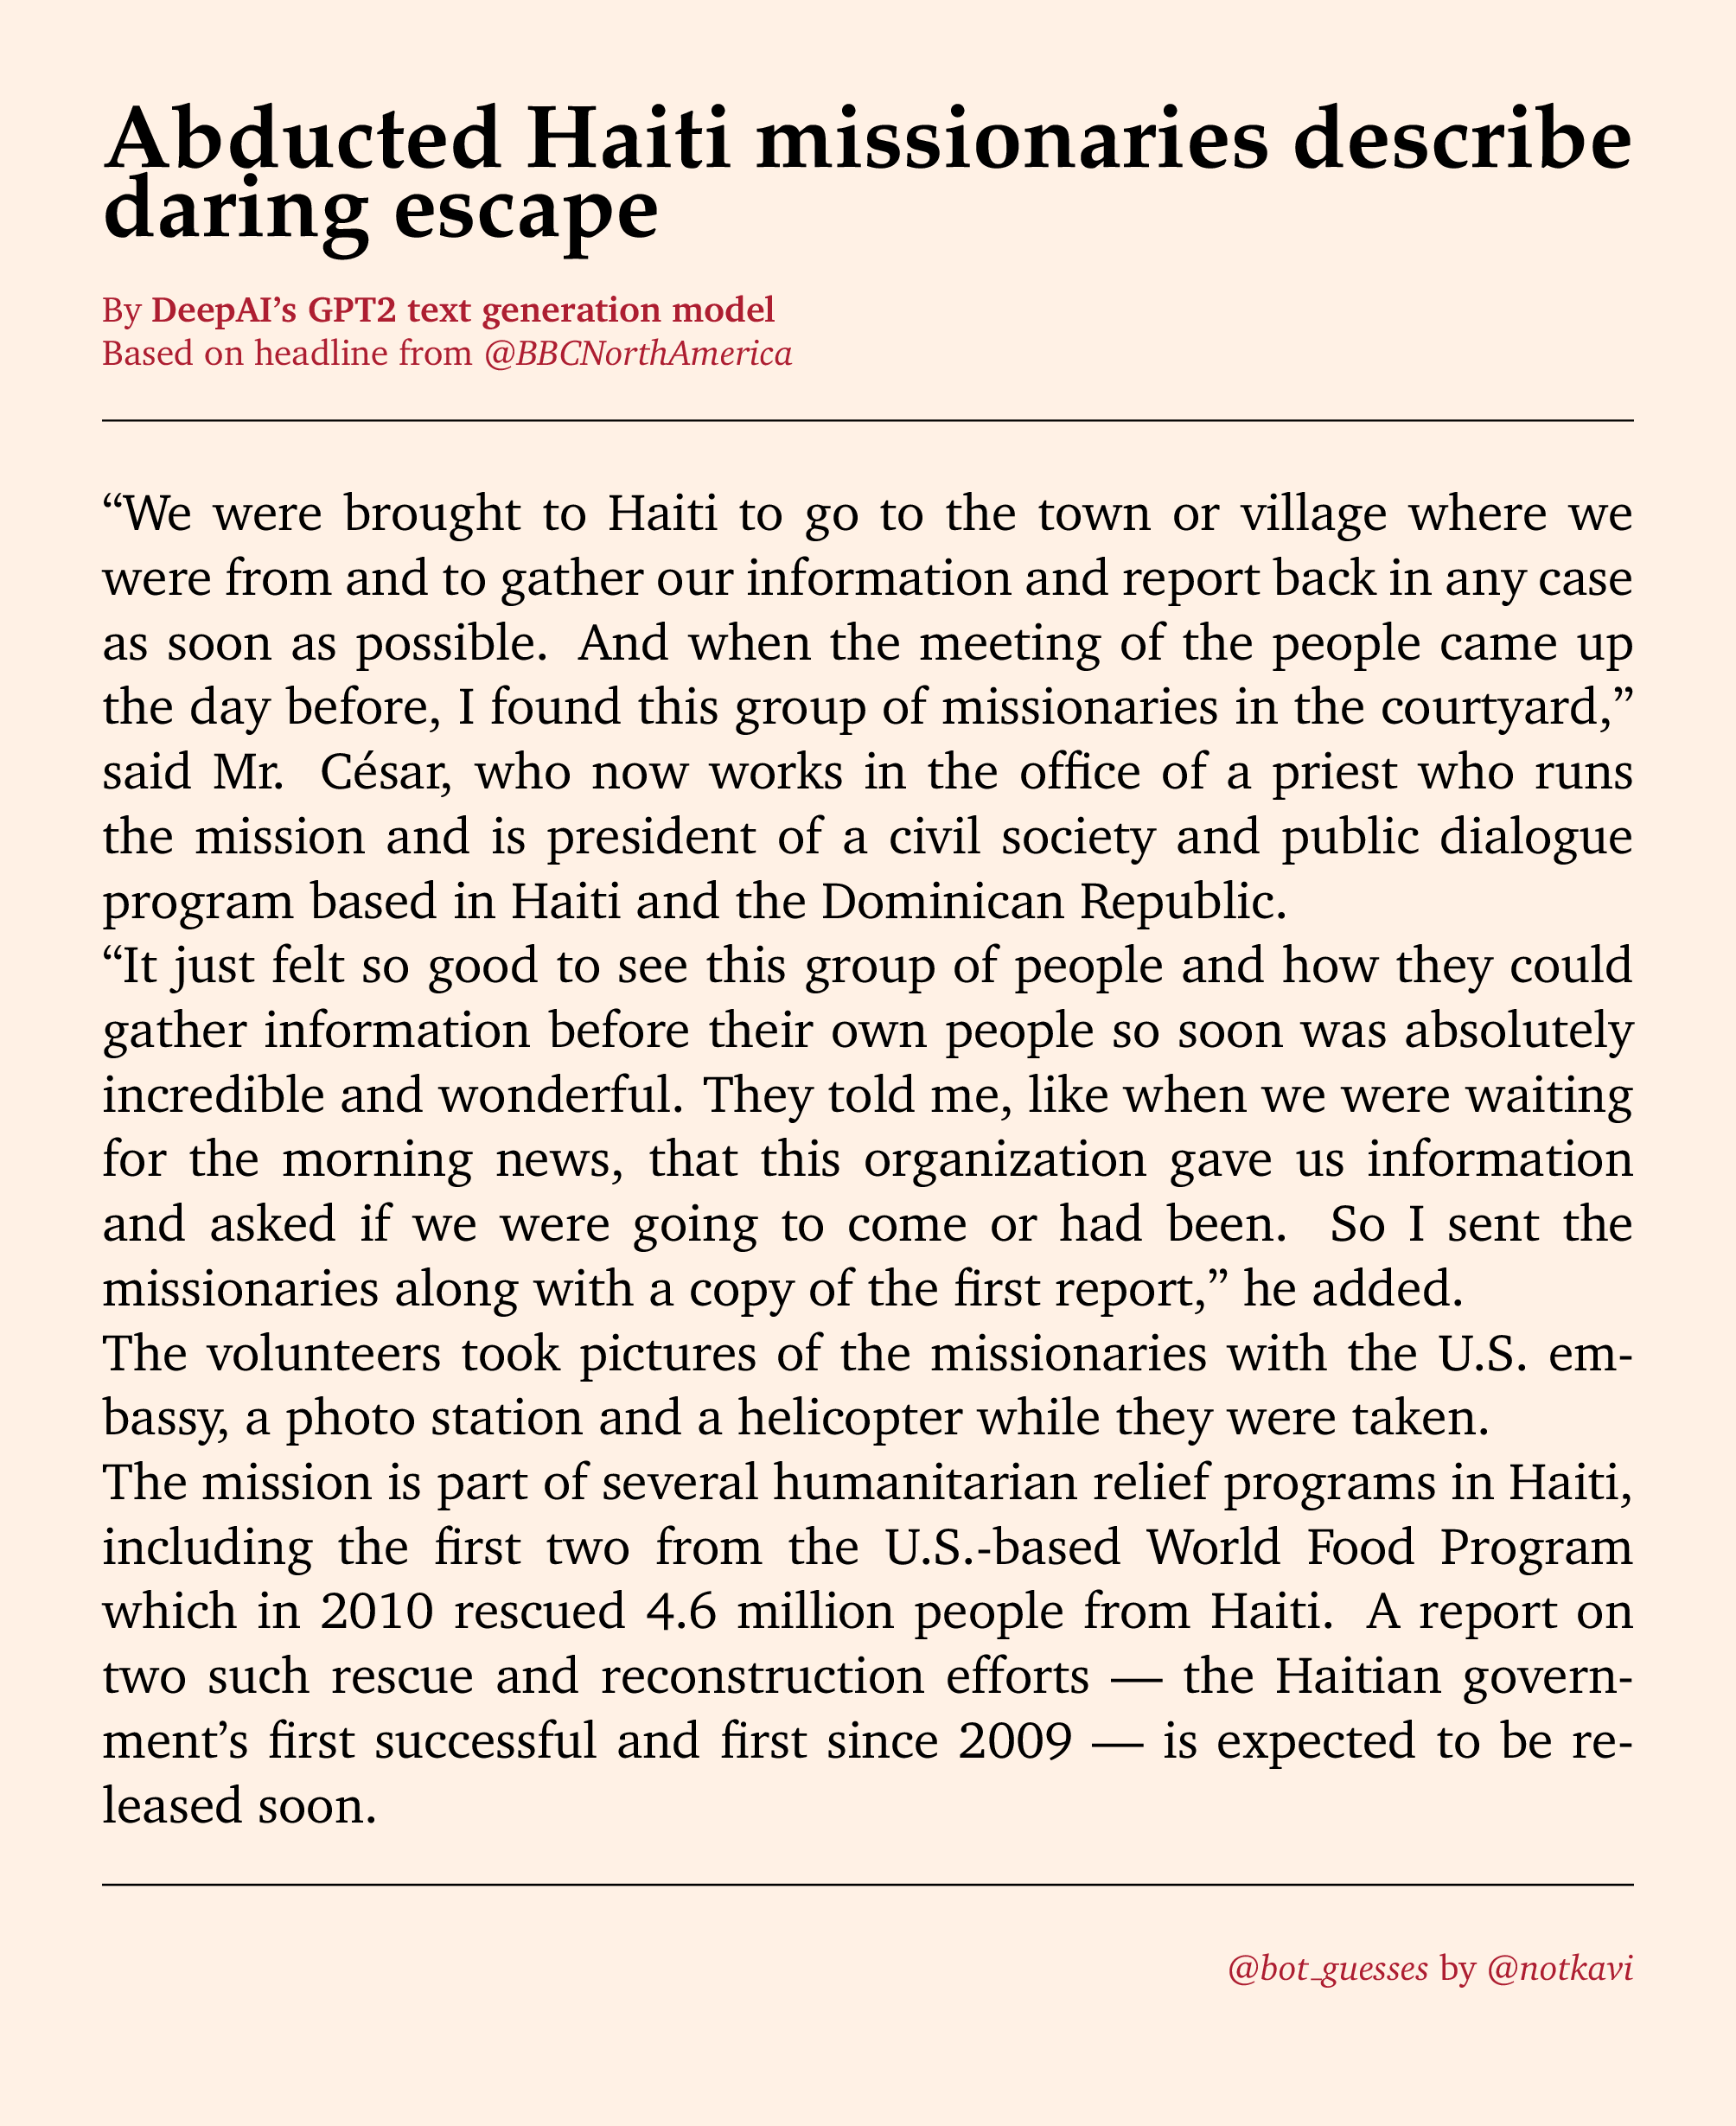 Abducted Haiti missionaries describe
daring escape
By DeepAI’s GPT2 text generation model
Based on headline from @BBCNorthAmerica
“We were brought to Haiti to go to the town or village where we
were from and to gather our information and report back in any case
as soon as possible. And when the meeting of the people came up
the day before, I found this group of missionaries in the courtyard,”
said Mr. César, who now works in the office of a priest who runs
the mission and is president of a civil society and public dialogue
program based in Haiti and the Dominican Republic.
“It just felt so good to see this group of people and how they could
gather information before their own people so soon was absolutely
incredible and wonderful. They told me, like when we were waiting
for the morning news, that this organization gave us information
and asked if we were going to come or had been. So I sent the
missionaries along with a copy of the first report,” he added.
The volunteers took pictures of the missionaries with the U.S. em-
bassy, a photo station and a helicopter while they were taken.
The mission is part of several humanitarian relief programs in Haiti,
including the first two from the U.S.-based World Food Program
which in 2010 rescued 4.6 million people from Haiti. A report on
two such rescue and reconstruction efforts — the Haitian govern-
ment’s first successful and first since 2009 — is expected to be re-
leased soon.
@bot_guesses by @notkavi